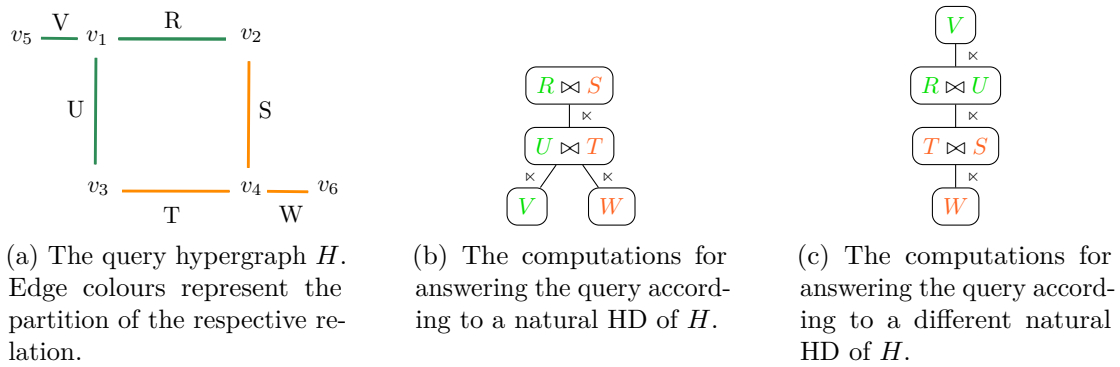 v5 V v1 R v2
U S
v3 T v4 W v6
(a) The query hypergraph H.
Edge colours represent the
partition of the respective re-
lation.
R ⋈ S
⋉
U ⋈ T
⋉ ⋉
V W
(b) The computations for
answering the query accord-
ing to a natural HD of H.
V
⋉
R ⋈ U
⋉
T ⋈ S
⋉
W
(c) The computations for
answering the query accord-
ing to a different natural
HD of H.